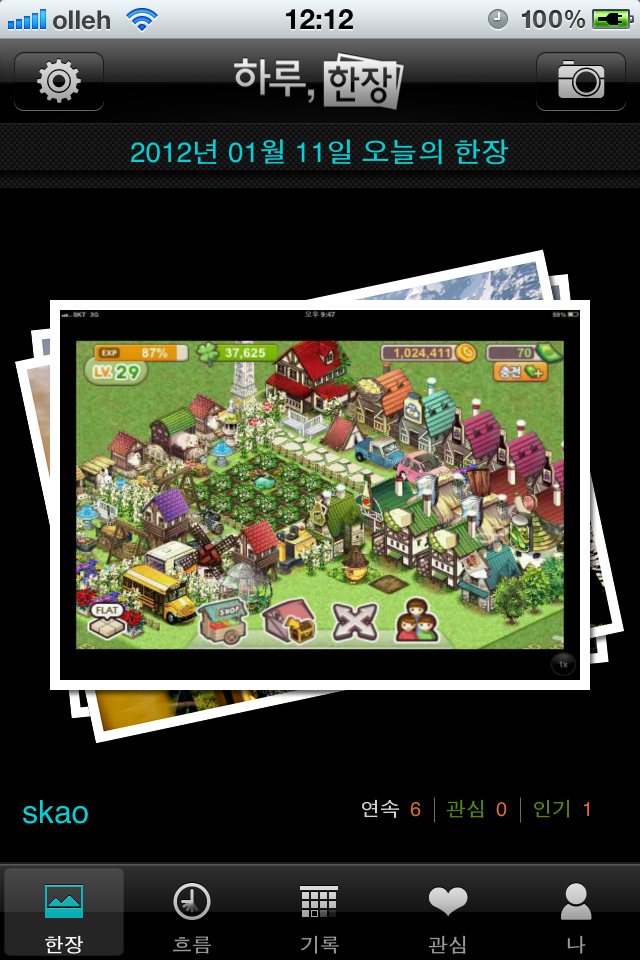 olleh 12:12 100%
하루, 한장
2012년 01월 11일 오늘의 한장
SKT 3G 오후 9:47 59%
EXP 87% 37,625 1,024,411 70
LV.29 충전
FLAT
SHOP
1x
skao 연속 6 관심 0 인기 1
한장 흐름 기록 관심 나